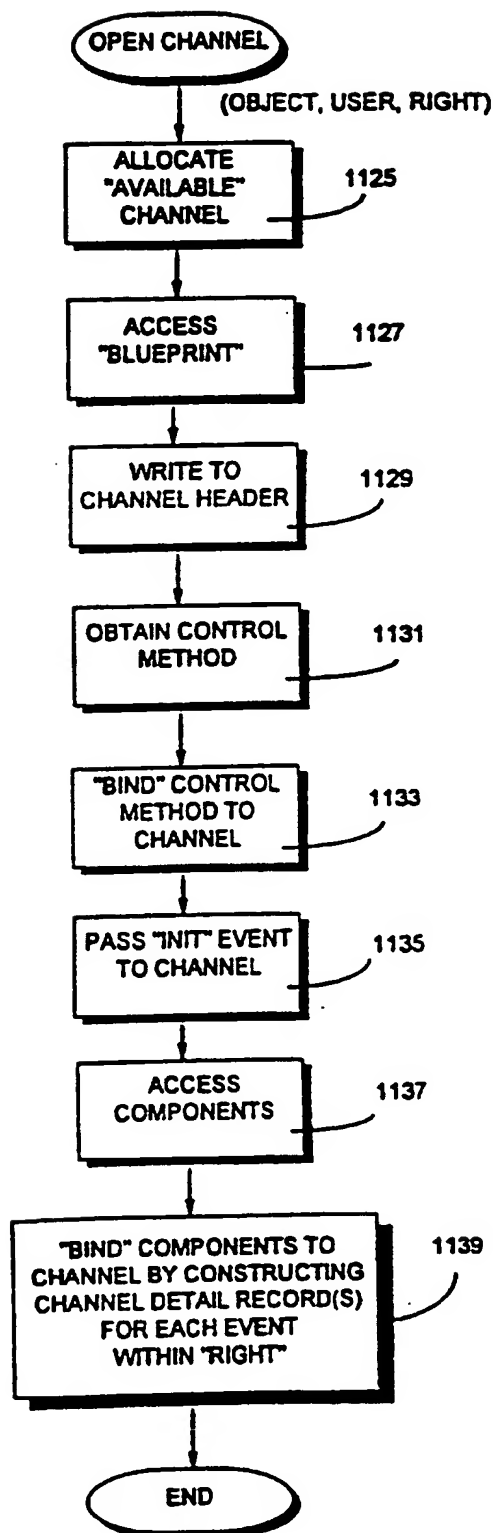 OPEN CHANNEL
(OBJECT, USER, RIGHT)
ALLOCATE
"AVAILABLE"
CHANNEL
1125
ACCESS
"BLUEPRINT"
1127
WRITE TO
CHANNEL HEADER
1129
OBTAIN CONTROL
METHOD
1131
"BIND" CONTROL
METHOD TO
CHANNEL
1133
PASS "INIT" EVENT
TO CHANNEL
1135
ACCESS
COMPONENTS
1137
"BIND" COMPONENTS TO
CHANNEL BY CONSTRUCTING
CHANNEL DETAIL RECORD(S)
FOR EACH EVENT
WITHIN "RIGHT"
1139
END